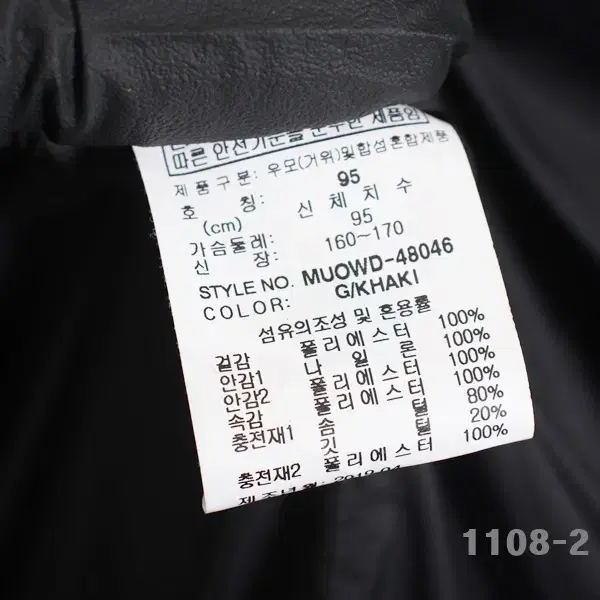 따른 안전기준을 준수한 제품임
제품구분: 우모(거위)및합성혼합제품
호 칭: 95
(cm) 신 체 치 수
가슴둘레: 95
신 장: 160~170
STYLE NO. MUOWD-48046
COLOR: G/KHAKI
섬유의조성 및 혼용률
겉감 폴리에스터 100%
안감1 나 일 론 100%
안감2 폴리에스터 100%
속감 폴리에스터 100%
충전재1 솜 털 80%
깃 털 20%
충전재2 폴리에스터 100%
1108-2